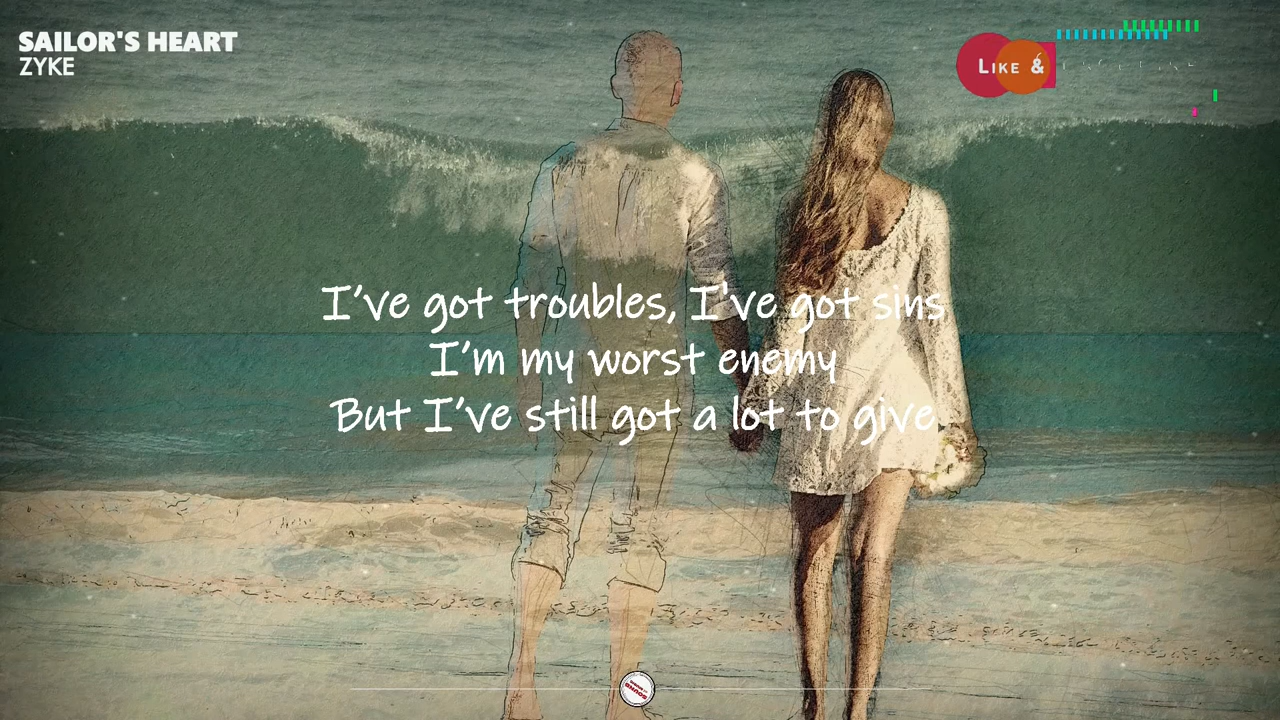 SAILOR'S HEART
ZYKE
LIKE &
I've got troubles, I've got sins
I'm my worst enemy
But I've still got a lot to give